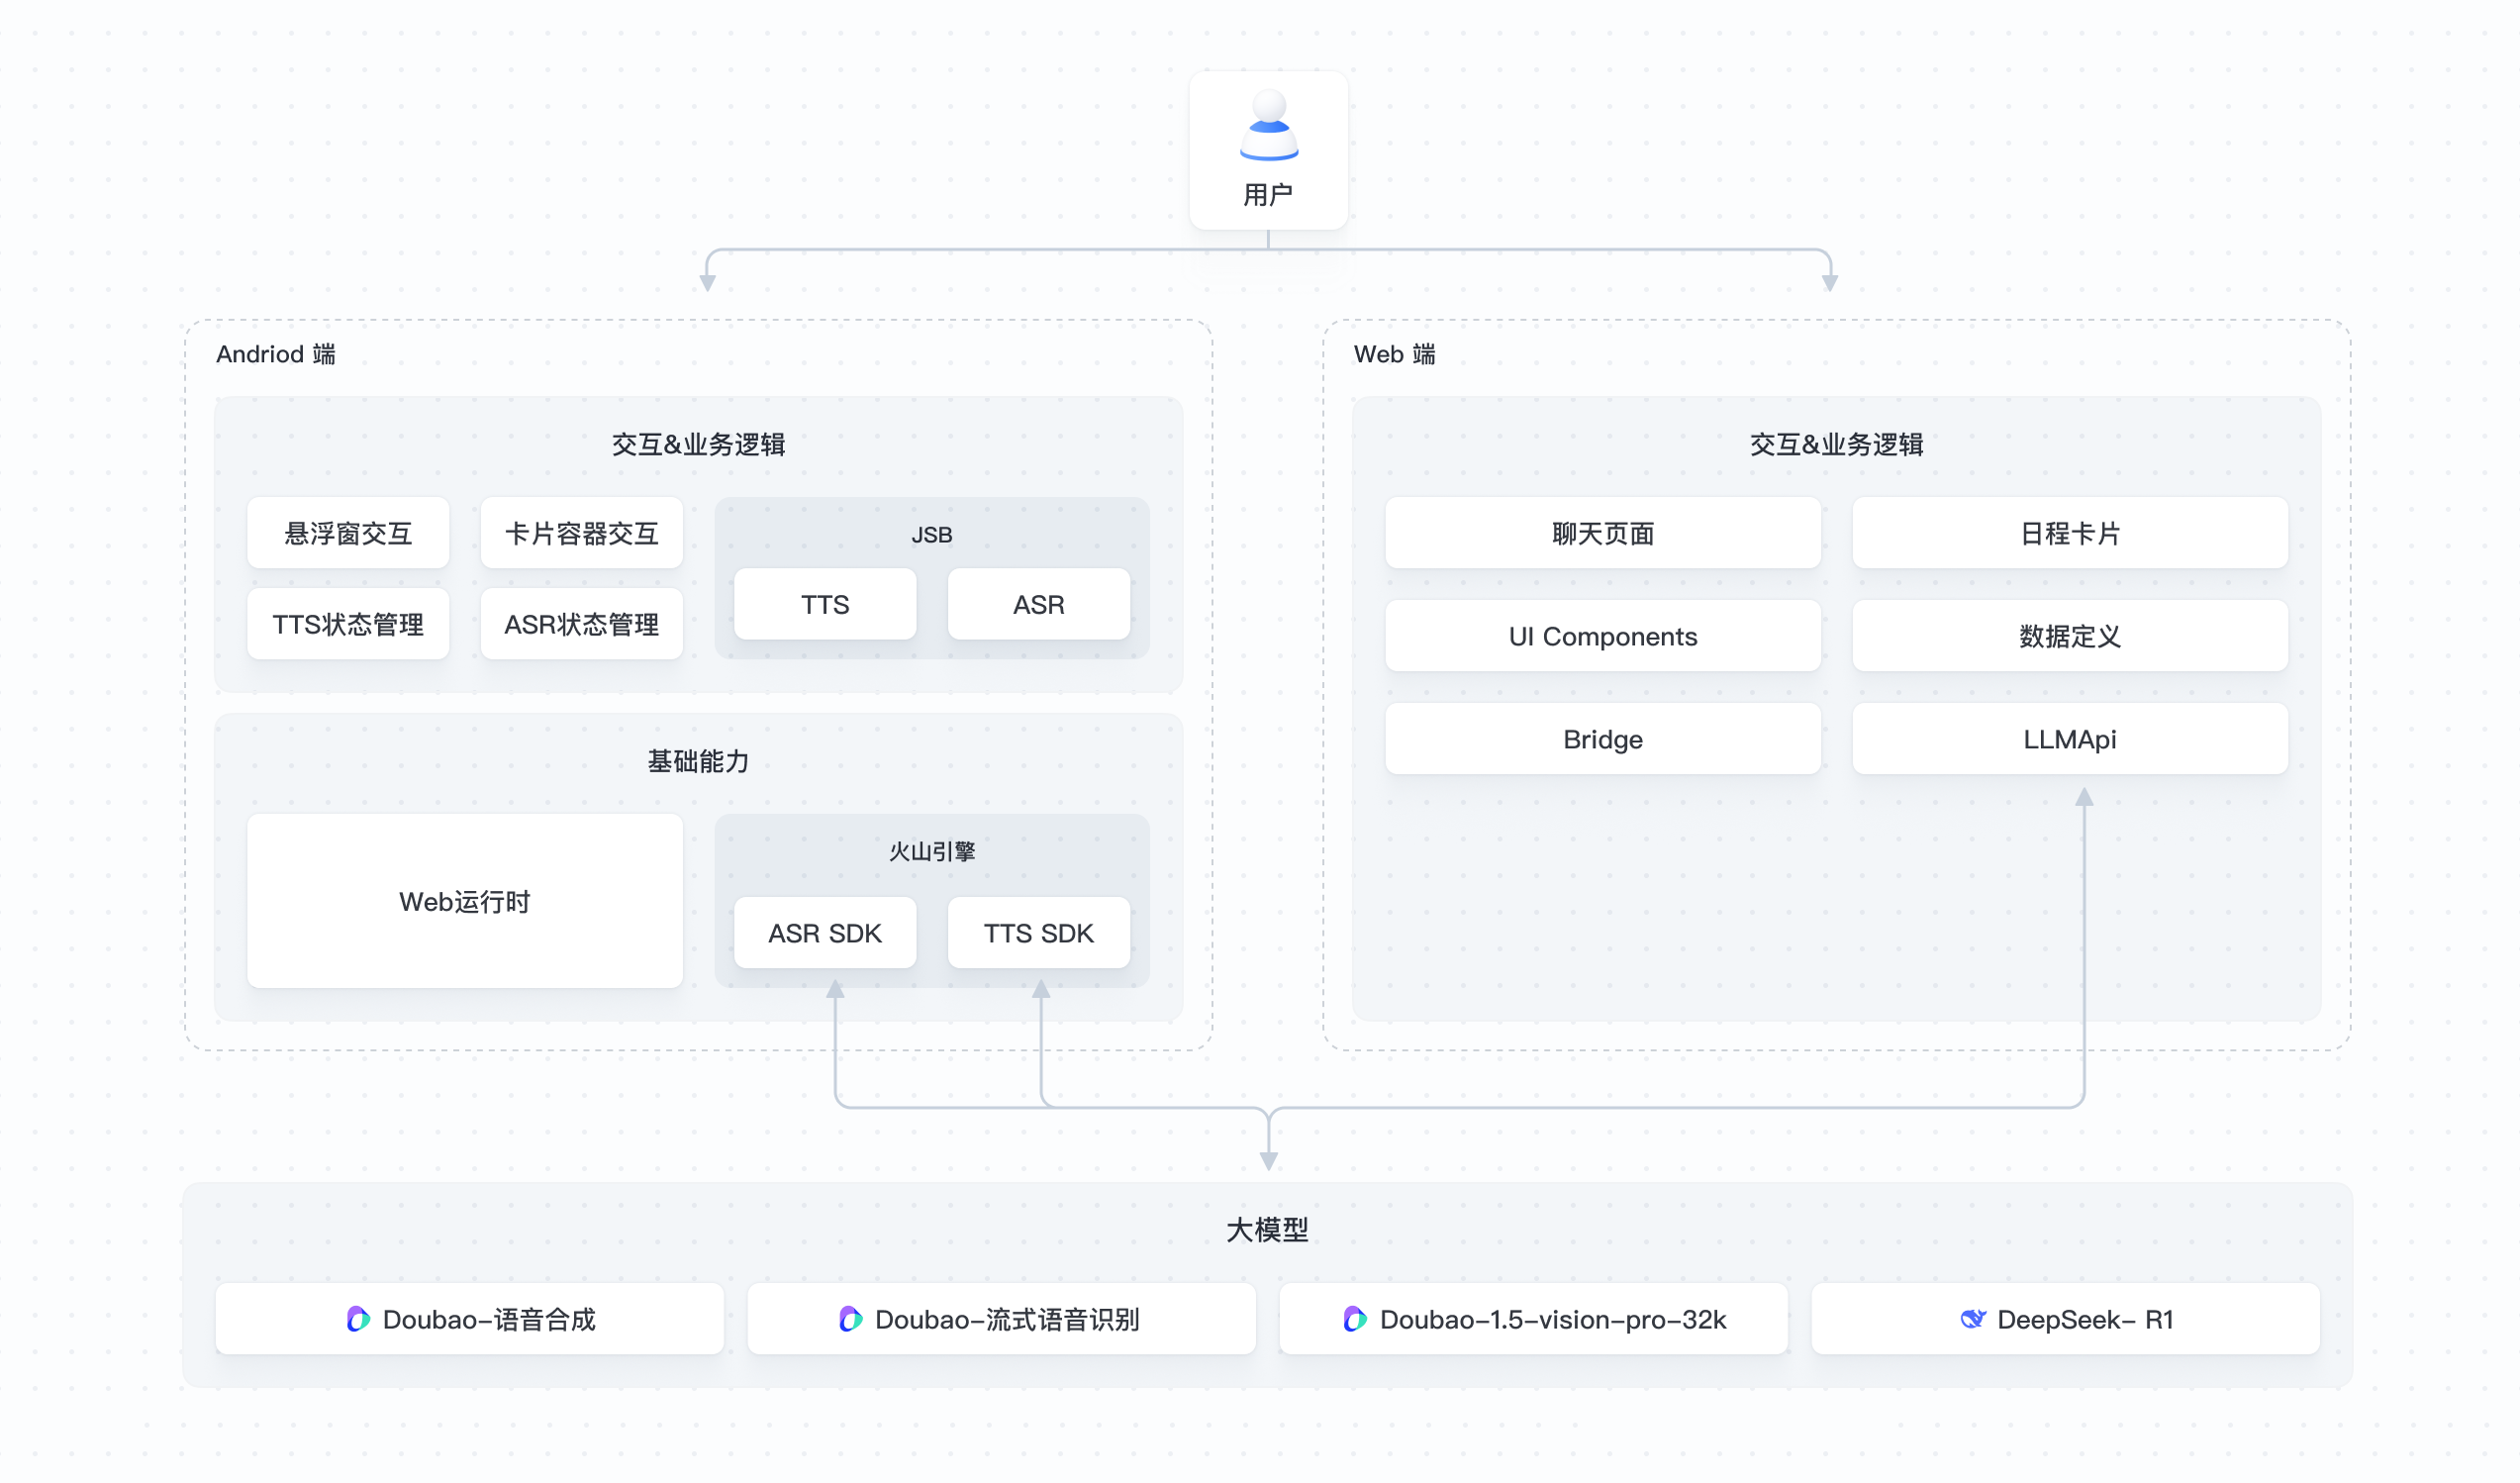 用户
Andriod 端
交互&业务逻辑
悬浮窗交互
卡片容器交互
TTS状态管理
ASR状态管理
JSB
TTS
ASR
基础能力
Web运行时
火山引擎
ASR SDK
TTS SDK
Web 端
交互&业务逻辑
聊天页面
日程卡片
UI Components
数据定义
Bridge
LLMApi
大模型
Doubao-语音合成
Doubao-流式语音识别
Doubao-1.5-vision-pro-32k
DeepSeek- R1